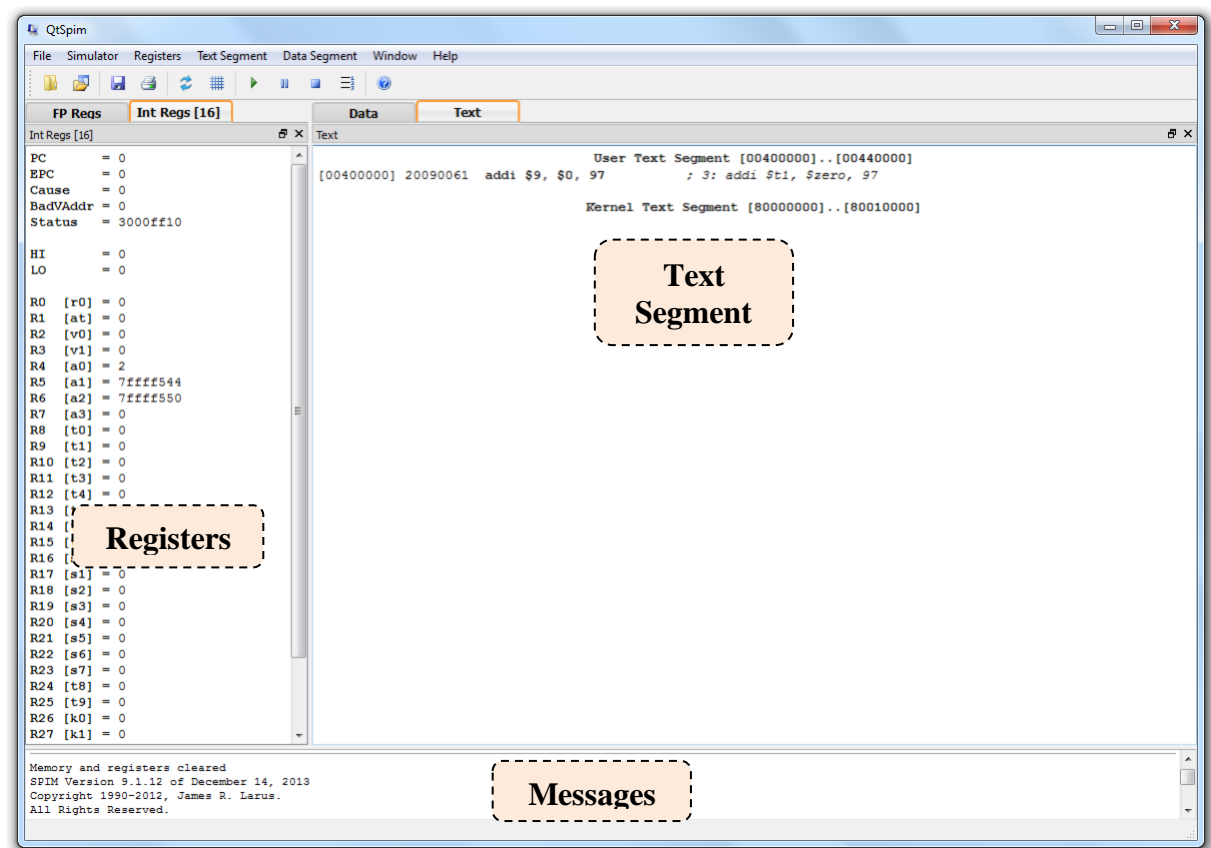 QtSpim
File Simulator Registers Text Segment Data Segment Window Help
FP Regs Int Regs [16] Data Text
Int Regs [16] Text
PC = 0
EPC = 0
Cause = 0
BadVAddr = 0
Status = 3000ff10
HI = 0
LO = 0
R0 [r0] = 0
R1 [at] = 0
R2 [v0] = 0
R3 [v1] = 0
R4 [a0] = 2
R5 [a1] = 7ffff544
R6 [a2] = 7ffff550
R7 [a3] = 0
R8 [t0] = 0
R9 [t1] = 0
R10 [t2] = 0
R11 [t3] = 0
R12 [t4] = 0
R13
R14
R15
R16
R17 [s1] = 0
R18 [s2] = 0
R19 [s3] = 0
R20 [s4] = 0
R21 [s5] = 0
R22 [s6] = 0
R23 [s7] = 0
R24 [t8] = 0
R25 [t9] = 0
R26 [k0] = 0
R27 [k1] = 0
Registers
User Text Segment [00400000]..[00440000]
[00400000] 20090061 addi $9, $0, 97 ; 3: addi $t1, $zero, 97
Kernel Text Segment [80000000]..[80010000]
Text
Segment
Memory and registers cleared
SPIM Version 9.1.12 of December 14, 2013
Copyright 1990-2012, James R. Larus.
All Rights Reserved.
Messages